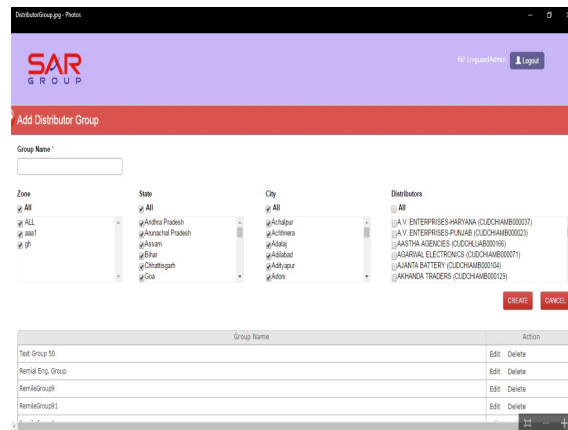 DistributorGroup.jpg - Photos
SAR
GROUP
Hi! LivguardAdmin Logout
Add Distributor Group
Group Name *
Zone State City Distributors
All All All All
ALL Andhra Pradesh Achalpur A.V. ENTERPRISES-HARYANA (CUDCHIAMB000037)
aaa1 Arunachal Pradesh Achhnera A.V. ENTERPRISES-PUNJAB (CUDCHIAMB000023)
gh Assam Adalaj AASTHA AGENCIES (CUDCHLUAB000166)
Bihar Adilabad AGARWAL ELECTRONICS (CUDCHIAMB000071)
Chhattisgarh Adityapur AJANTA BATTERY (CUDCHIAMB000104)
Goa Adoni AKHANDA TRADERS (CUDCHIAMB000129)
CREATE CANCEL
Group Name Action
Test Group 50 Edit Delete
Remial Eng. Group Edit Delete
RemileGroup9 Edit Delete
RemileGroup91 Edit Delete